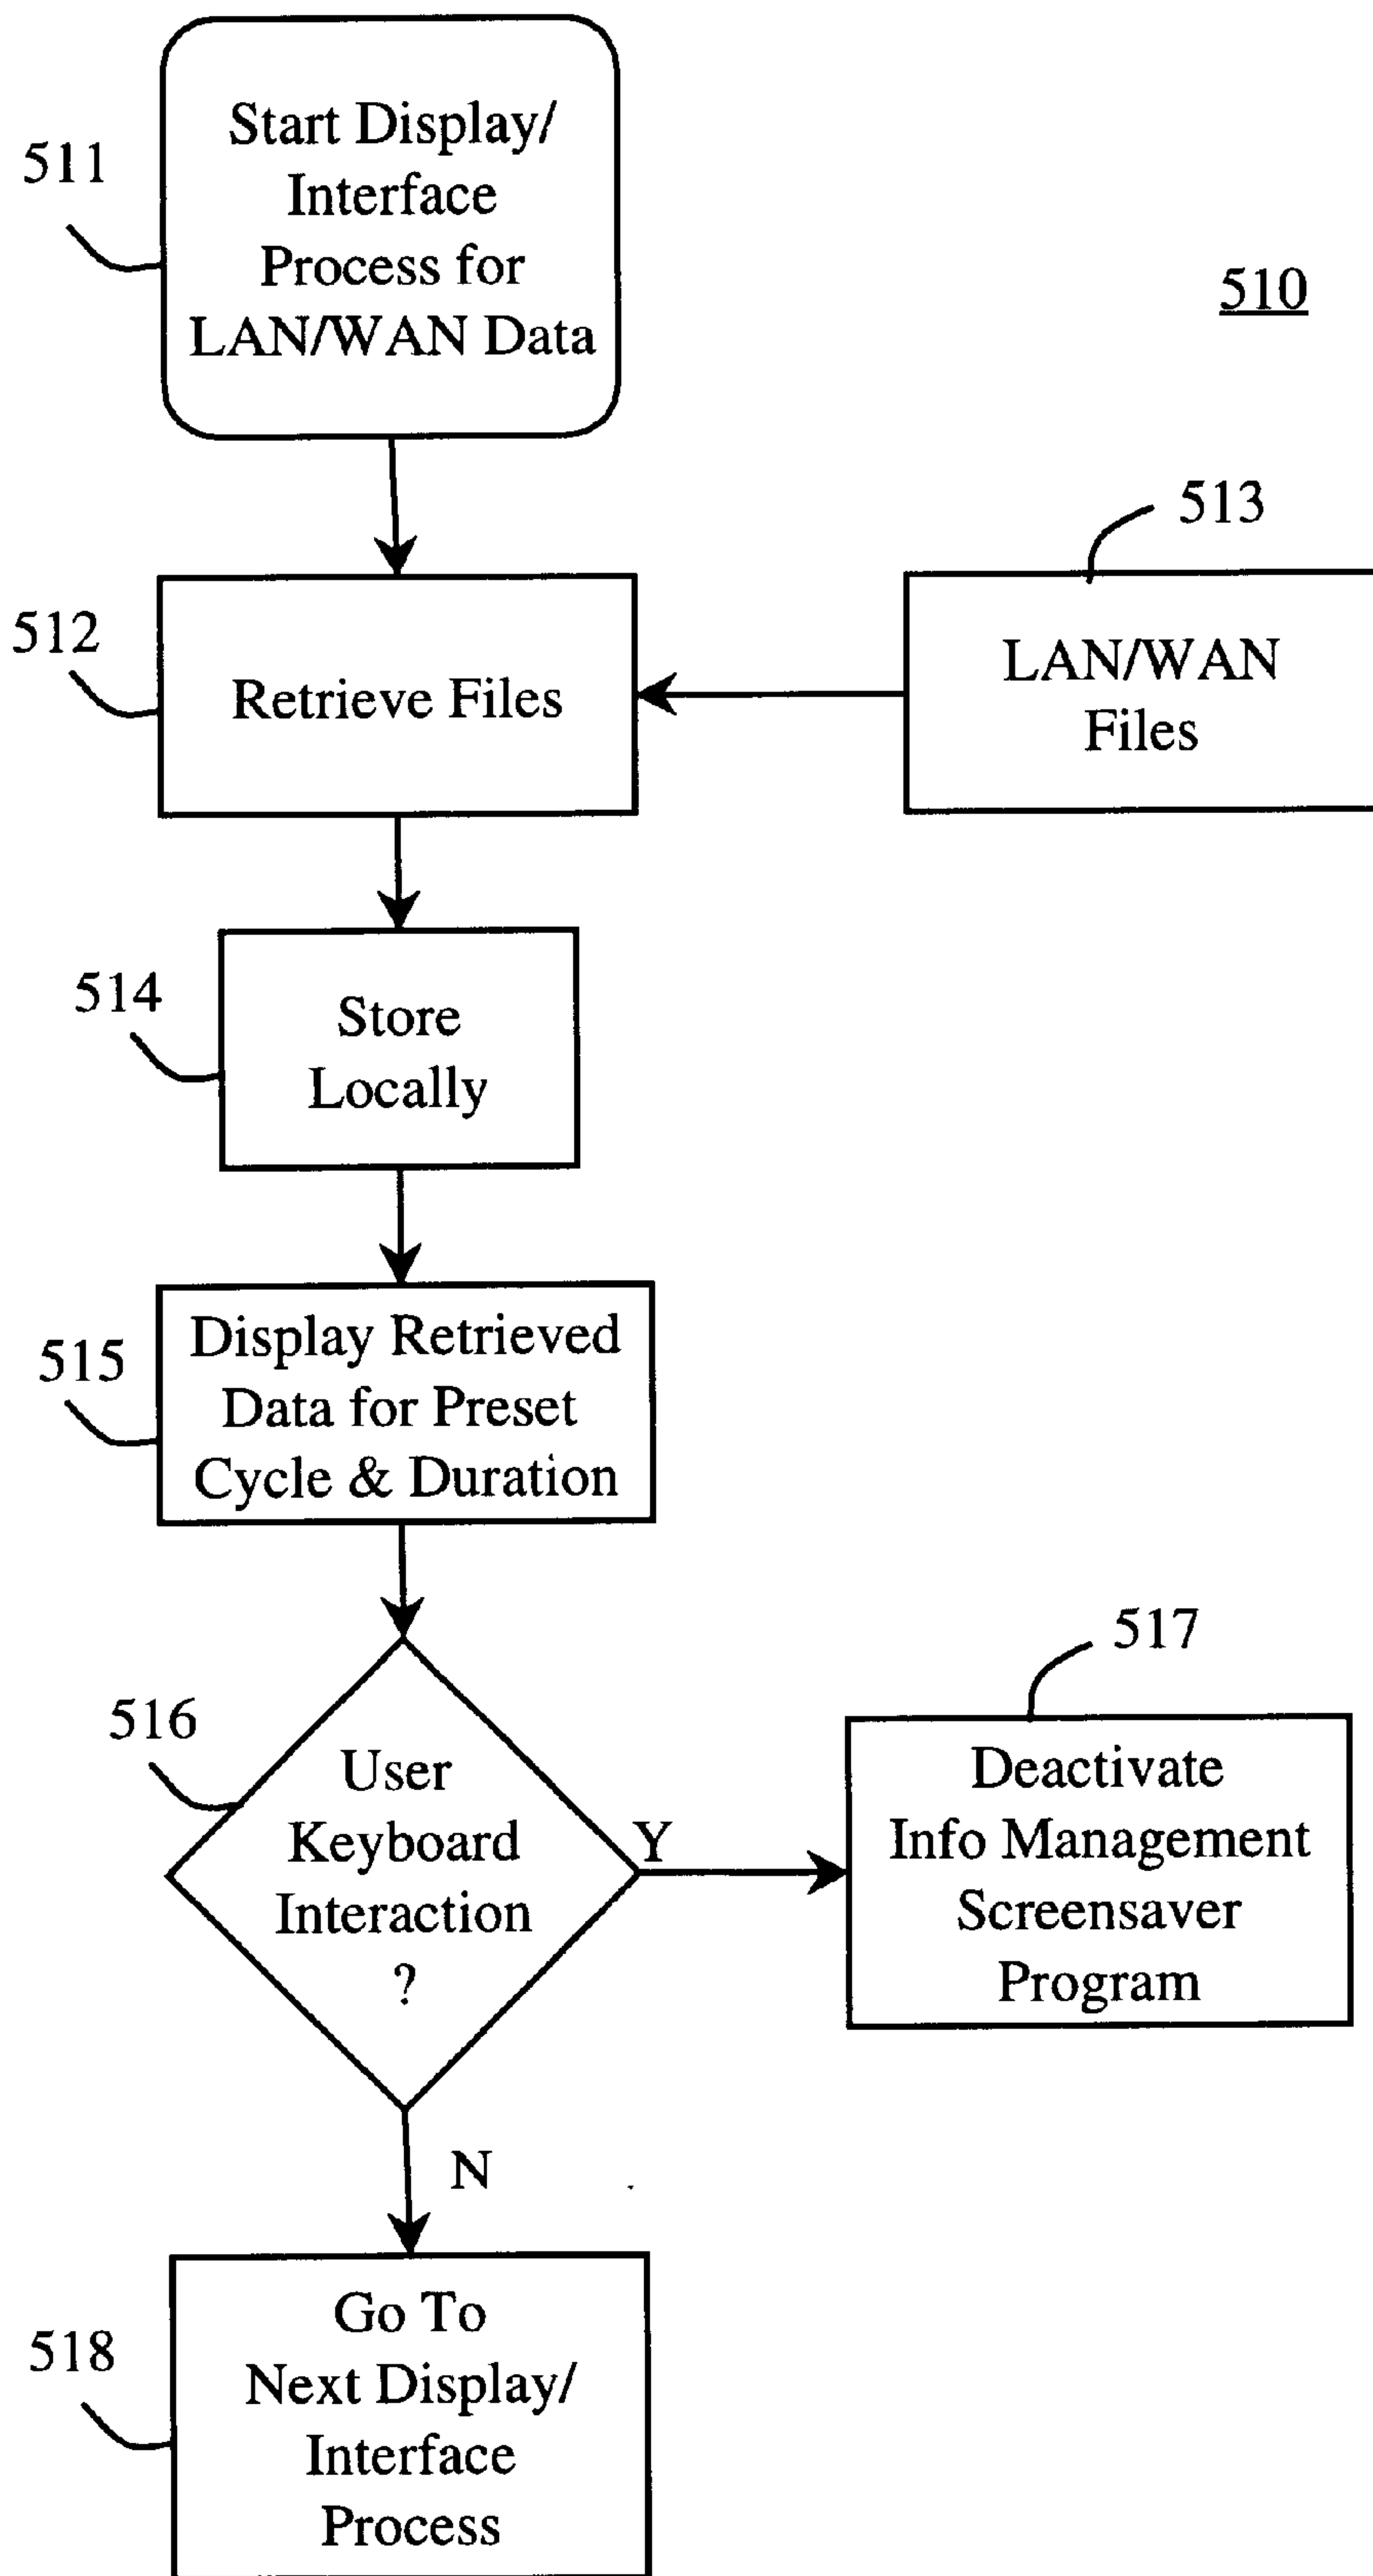 511
Start Display/
Interface
Process for
LAN/WAN Data
510
512
Retrieve Files
513
LAN/WAN
Files
514
Store
Locally
515
Display Retrieved
Data for Preset
Cycle & Duration
516
User
Keyboard
Interaction
?
Y
N
517
Deactivate
Info Management
Screensaver
Program
518
Go To
Next Display/
Interface
Process